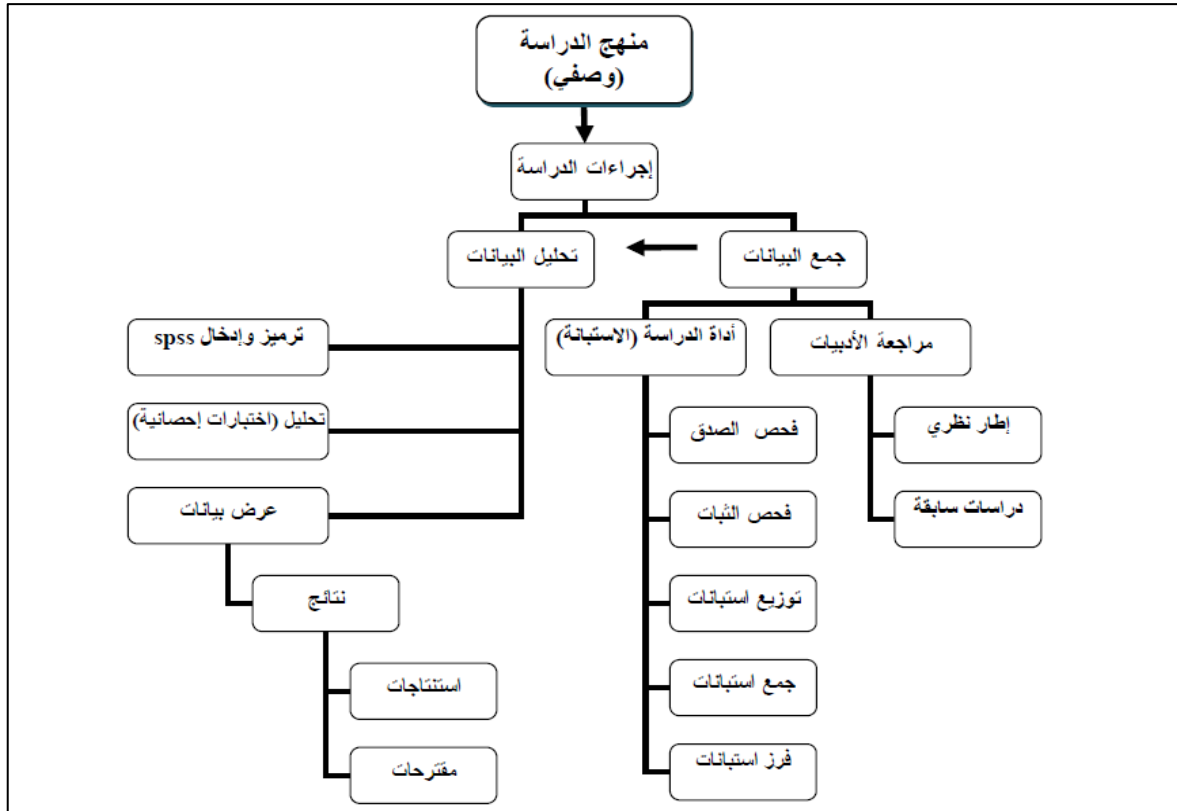 منهج الدراسة
(وصفي)
إجراءات الدراسة
جمع البيانات
تحليل البيانات
مراجعة الأدبيات
أداة الدراسة (الاستبانة)
ترميز وإدخال spss
إطار نظري
فحص الصدق
تحليل (اختبارات إحصائية)
دراسات سابقة
فحص الثبات
عرض بيانات
توزيع استبانات
نتائج
جمع استبانات
استنتاجات
فرز استبانات
مقترحات